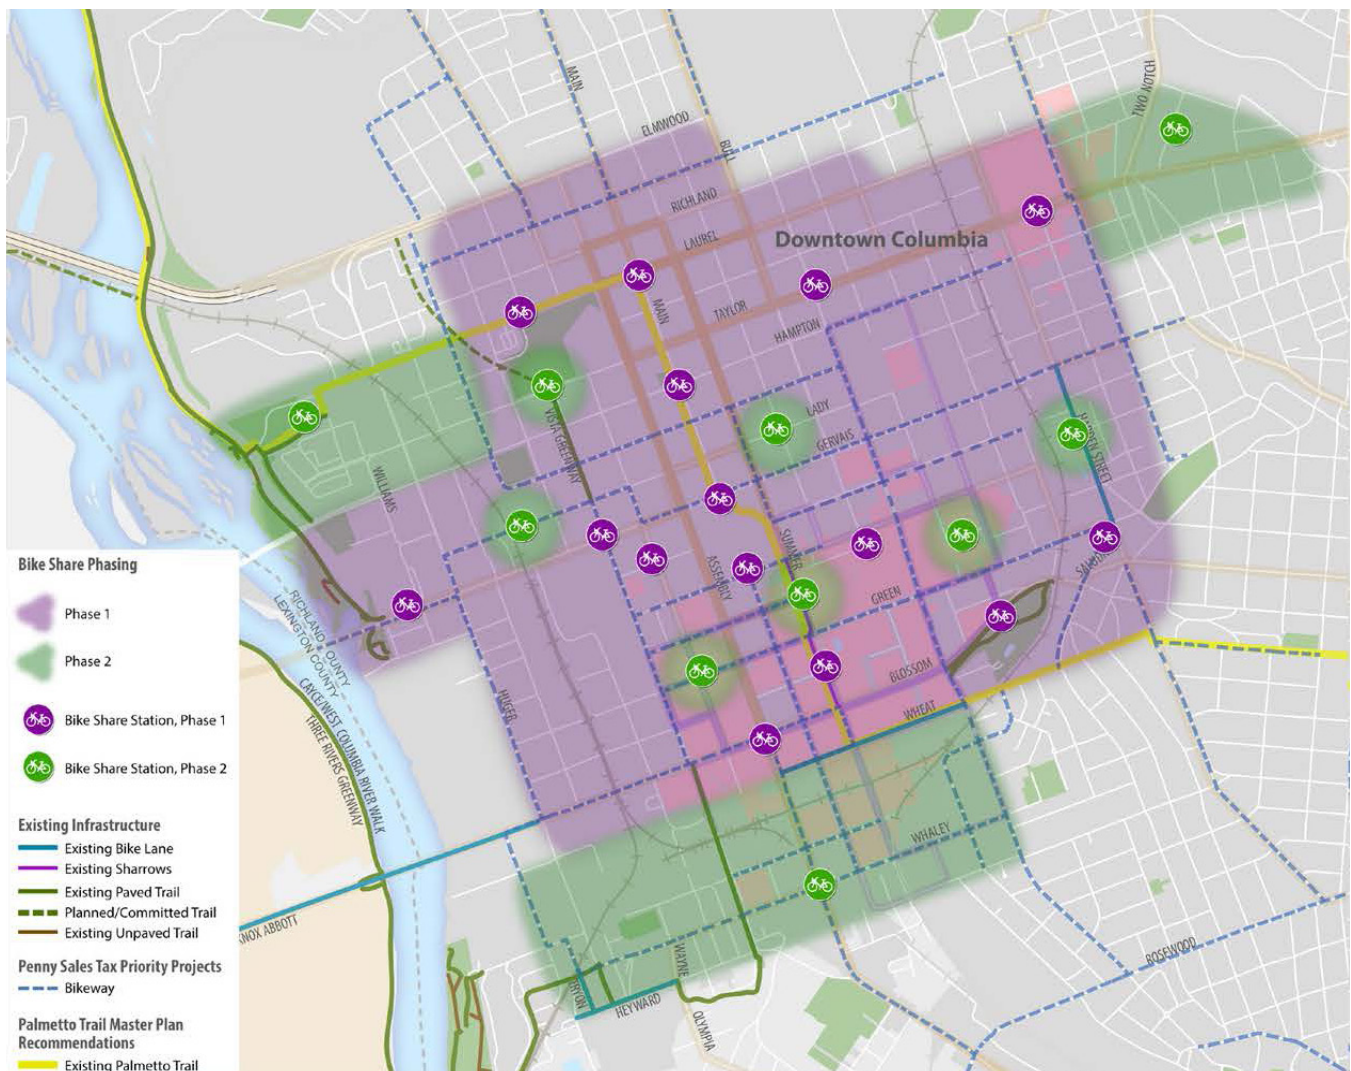 MAIN
ELMWOOD
BULL
TWO NOTCH
RICHLAND
LAUREL
Downtown Columbia
MAIN
TAYLOR
HAMPTON
LADY
GERVAIS
VISTA GREENWAY
HARDEN STREET
WILLIAMS
SUMMER
ASSEMBLY
GREEN
SALUDA
BLOSSOM
WHEAT
HUGER
WHALEY
RICHLAND COUNTY
LEXINGTON COUNTY
CAYCE/WEST COLUMBIA RIVER WALK
THREE RIVERS GREENWAY
KNOX ABBOTT
ROSEWOOD
WAYNE
TRYON
HEYWARD
OLYMPIA
Bike Share Phasing
Phase 1
Phase 2
Bike Share Station, Phase 1
Bike Share Station, Phase 2
Existing Infrastructure
Existing Bike Lane
Existing Sharrows
Existing Paved Trail
Planned/Committed Trail
Existing Unpaved Trail
Penny Sales Tax Priority Projects
Bikeway
Palmetto Trail Master Plan
Recommendations
Existing Palmetto Trail